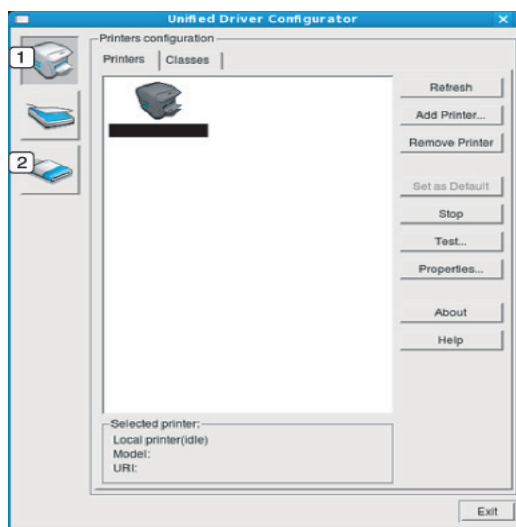 Unified Driver Configurator
Printers configuration
Printers
Classes
1
2
Refresh
Add Printer...
Remove Printer
Set as Default
Stop
Test...
Properties...
About
Help
Selected printer:
Local printer(idle)
Model:
URI:
Exit